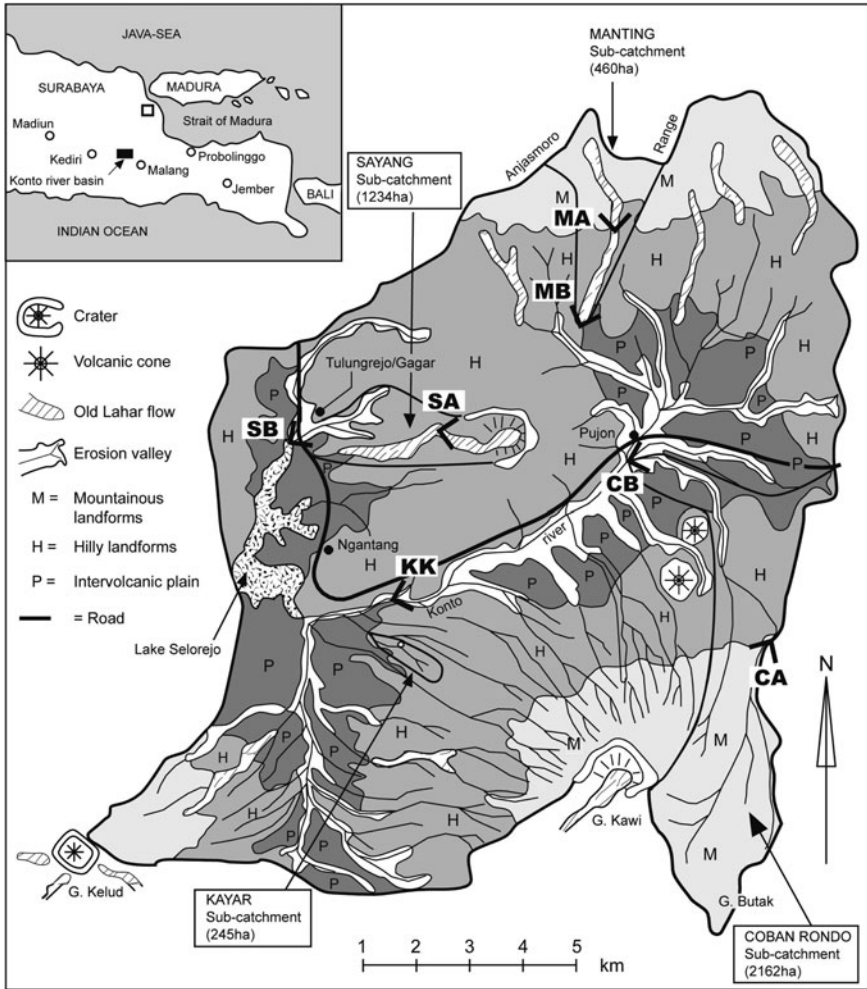 JAVA-SEA
SURABAYA
MADURA
Strait of Madura
Madiun
Kediri
Probolinggo
Malang
Konto river basin
Jember
BALI
INDIAN OCEAN
MANTING
Sub-catchment
(460ha)
Anjasmoro
Range
SAYANG
Sub-catchment
(1234ha)
M
M
MA
H
H
H
MB
Crater
Volcanic cone
Old Lahar flow
Erosion valley
M = Mountainous
landforms
H = Hilly landforms
P = Intervolcanic plain
= Road
H
P
P
P
Tulungrejo/Gagar
P
SA
SB
H
Pujon
P
P
H
P
CB
P
P
Ngantang
river
P
P
H
KK
P
Konto
H
H
Lake Selorejo
H
CA
N
P
H
M
M
H
P
P
G. Kawi
H
H
P
M
P
P
G. Butak
G. Kelud
KAYAR
Sub-catchment
(245ha)
1 2 3 4 5
km
COBAN RONDO
Sub-catchment
(2162ha)